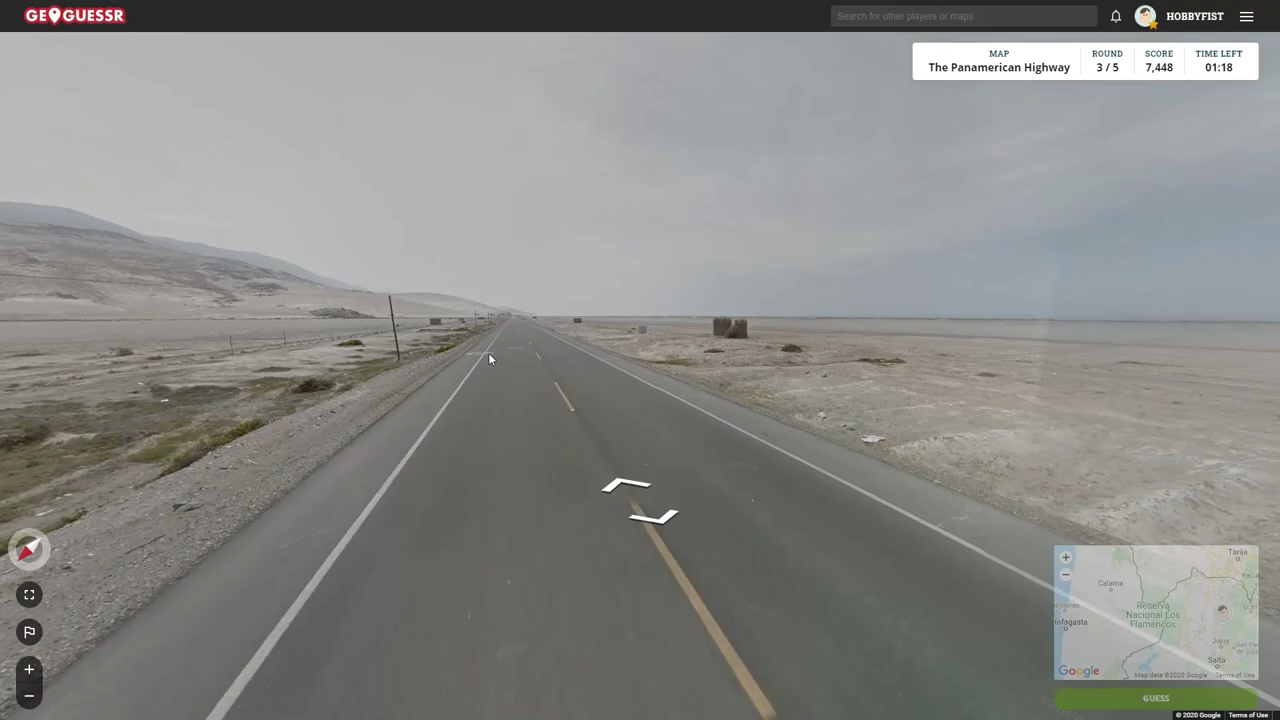 GEOGUESSR
Search for other players or maps
HOBBYFIST
MAP
The Panamerican Highway
ROUND
3 / 5
SCORE
7,448
TIME LEFT
01:18
Tarija
Calama
Yacu
Reserva
Nacional Los
Flamencos
tofagasta
Jujuy
Salta
Google
Map data ©2020 Google
Terms of Use
GUESS
© 2020 Google
Terms of Use